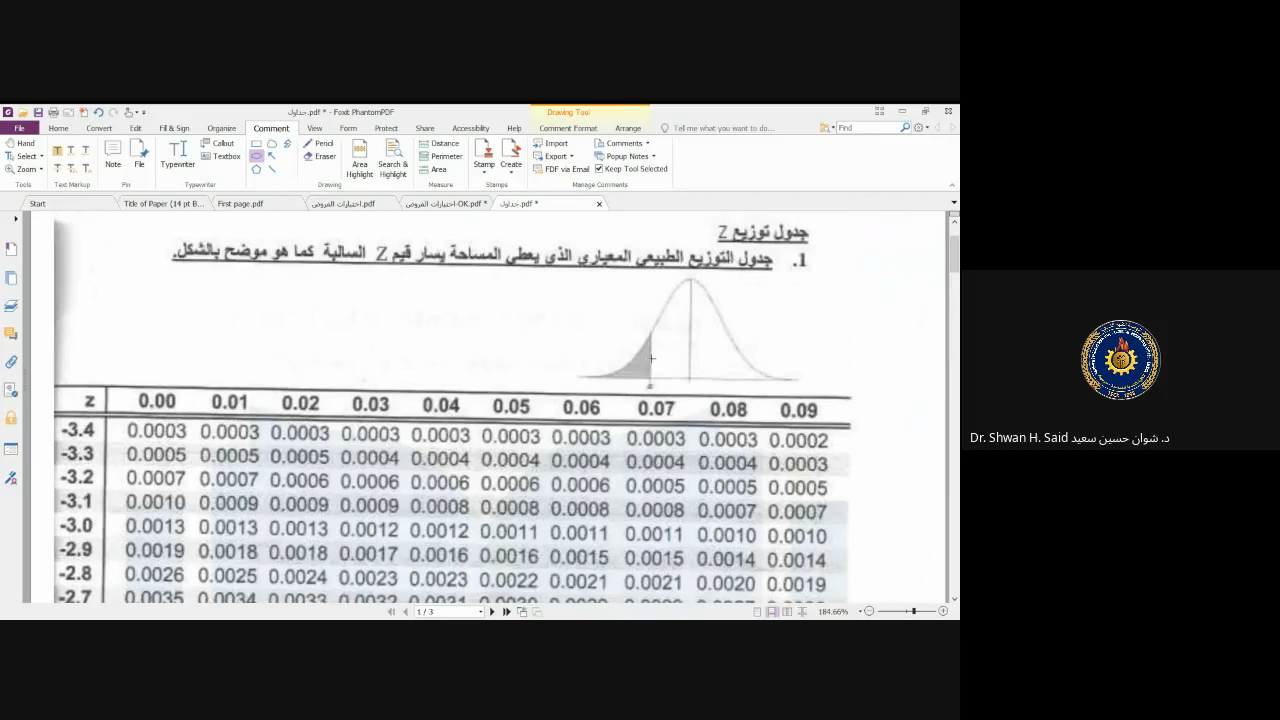 جداول.pdf * - Foxit PhantomPDF
Drawing Tool
File Home Convert Edit Fill & Sign Organize Comment View Form Protect Share Accessibility Help Comment Format Arrange Tell me what you want to do... Find
Hand
Select
Zoom
Tools
Text Markup
Note
File
Pin
Typewriter
Callout
Textbox
Typewriter
Pencil
Eraser
Area Highlight
Search & Highlight
Drawing
Distance
Perimeter
Area
Measure
Stamp
Create
Stamps
Import
Export
FDF via Email
Comments
Popup Notes
Keep Tool Selected
Manage Comments
Start Title of Paper (14 pt B... First page.pdf اختبارات الفروض.pdf اختبارات الفروض-OK.pdf * جداول.pdf *
جدول توزيع Z
1. جدول التوزيع الطبيعي المعياري الذي يعطي المساحة يسار قيم Z السالبة كما هو موضح بالشكل.
z 0.00 0.01 0.02 0.03 0.04 0.05 0.06 0.07 0.08 0.09
-3.4 0.0003 0.0003 0.0003 0.0003 0.0003 0.0003 0.0003 0.0003 0.0003 0.0002
-3.3 0.0005 0.0005 0.0005 0.0004 0.0004 0.0004 0.0004 0.0004 0.0004 0.0003
-3.2 0.0007 0.0007 0.0006 0.0006 0.0006 0.0006 0.0006 0.0005 0.0005 0.0005
-3.1 0.0010 0.0009 0.0009 0.0009 0.0008 0.0008 0.0008 0.0008 0.0007 0.0007
-3.0 0.0013 0.0013 0.0013 0.0012 0.0012 0.0011 0.0011 0.0011 0.0010 0.0010
-2.9 0.0019 0.0018 0.0018 0.0017 0.0016 0.0016 0.0015 0.0015 0.0014 0.0014
-2.8 0.0026 0.0025 0.0024 0.0023 0.0023 0.0022 0.0021 0.0021 0.0020 0.0019
-2.7 0.0035 0.0034 0.0033 0.0032
1 / 3
184.66%
Dr. Shwan H. Said د. شوان حسين سعيد